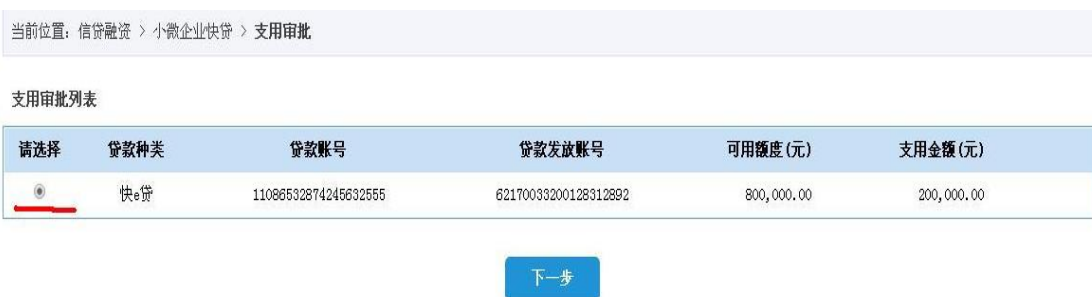 当前位置：信贷融资 > 小微企业快贷 > 支用审批
支用审批列表
请选择 贷款种类 贷款账号 贷款发放账号 可用额度(元) 支用金额(元)
快e贷 11086532874245632555 62170033200128312892 800,000.00 200,000.00
下一步